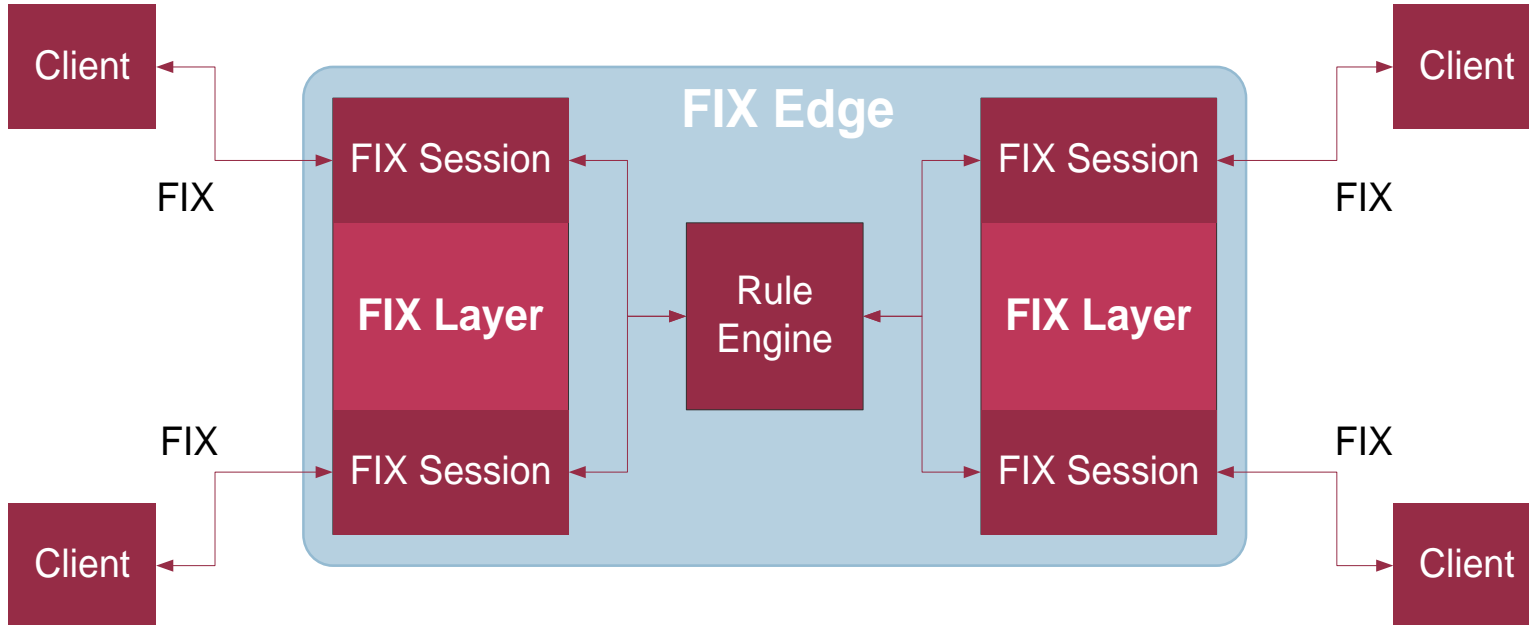 Client
Client
FIX Edge
FIX Session
FIX Session
FIX
FIX
FIX Layer
Rule
Engine
FIX Layer
FIX
FIX
FIX Session
FIX Session
Client
Client